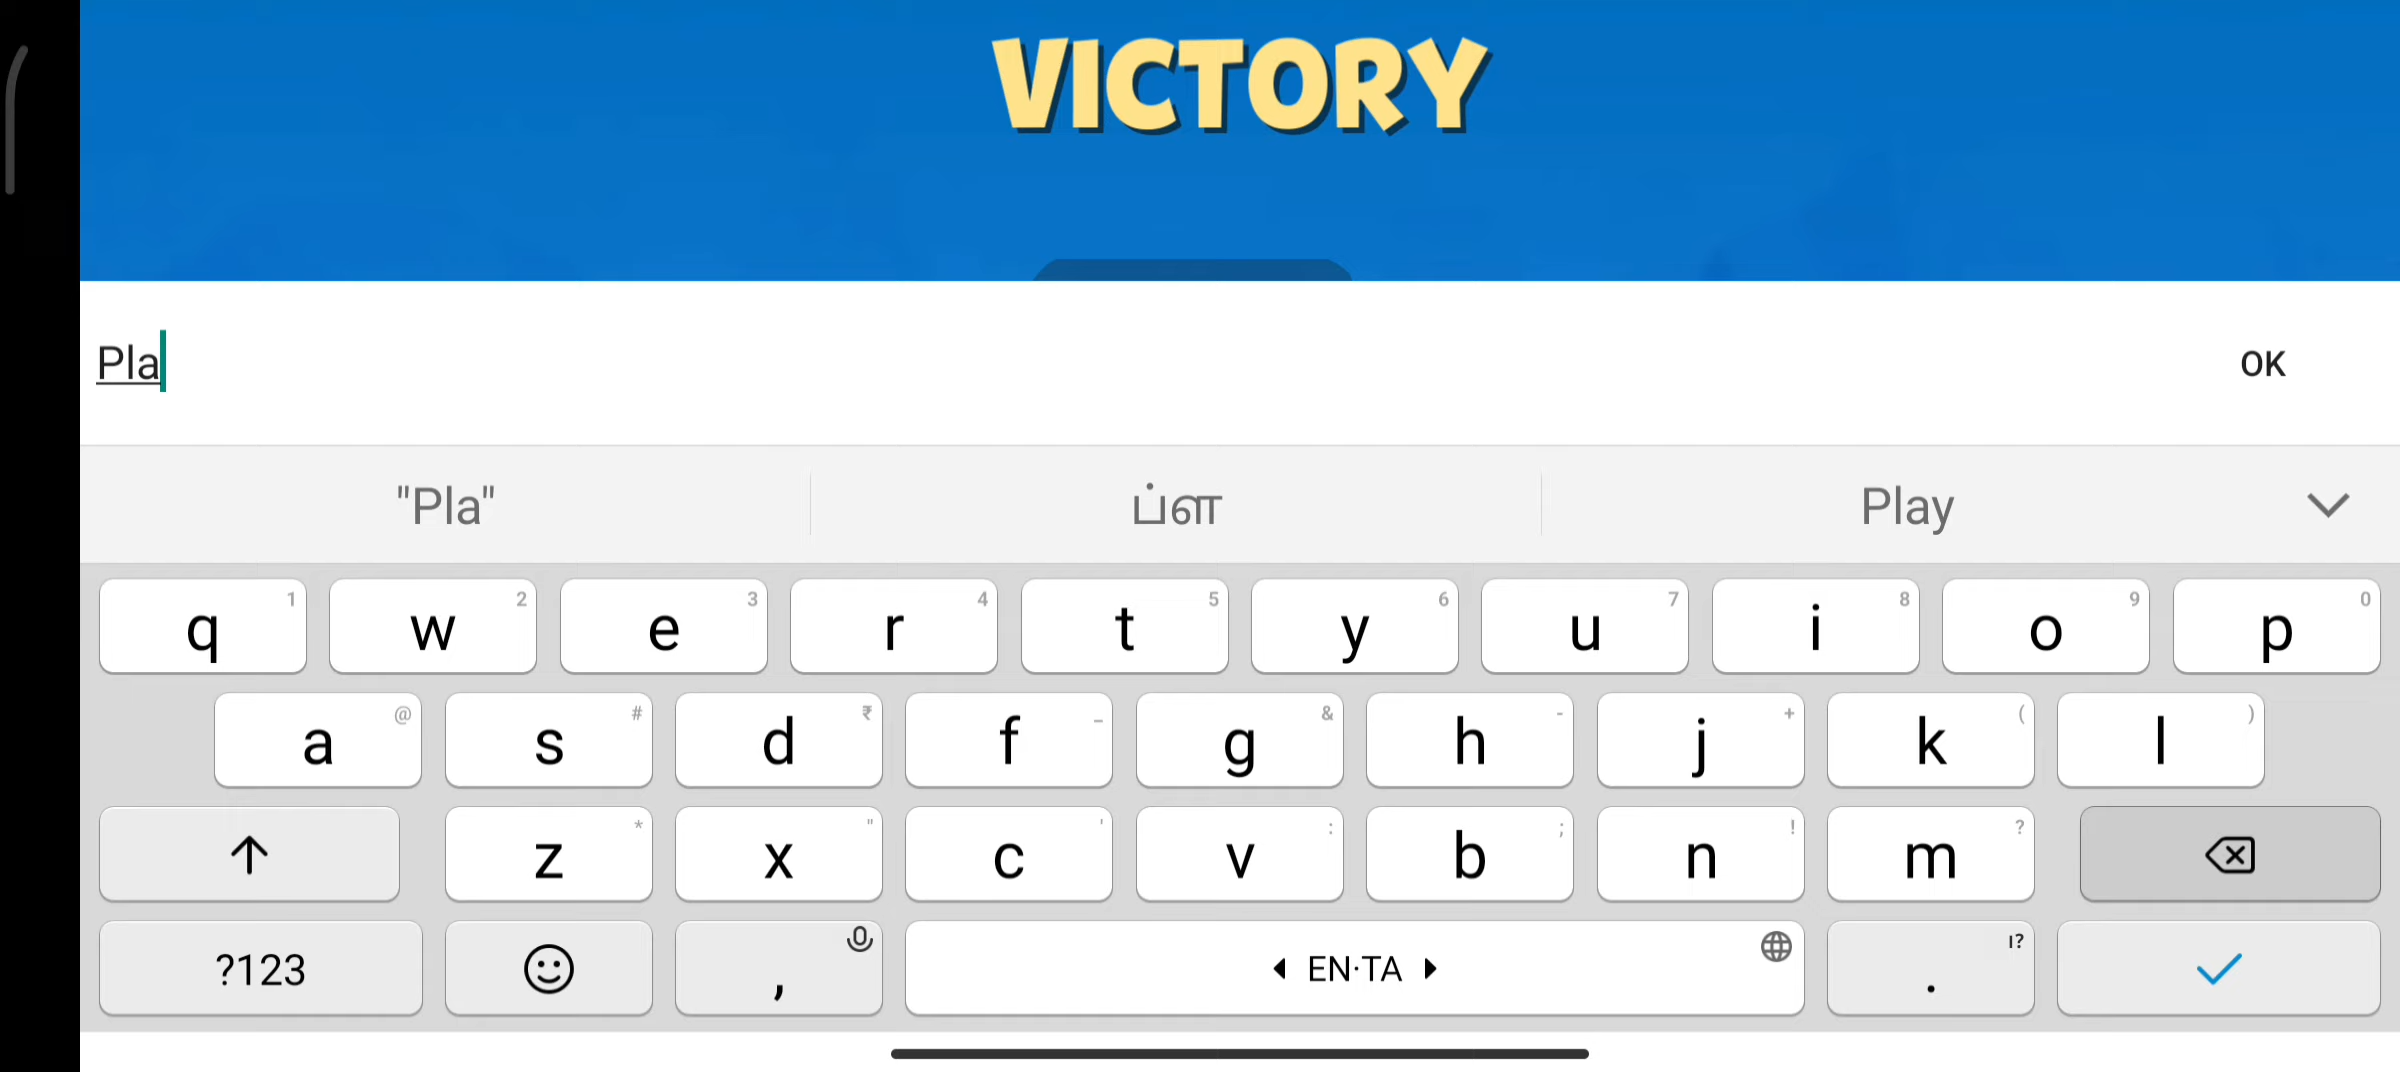 VICTORY
Pla
OK
"Pla" ப்ளா Play
q 1 w 2 e 3 r 4 t 5 y 6 u 7 i 8 o 9 p 0
a @ s # d ₹ f _ g & h - j + k ( l )
z * x " c ' v : b ; n ! m ?
?123 , EN·TA . !?